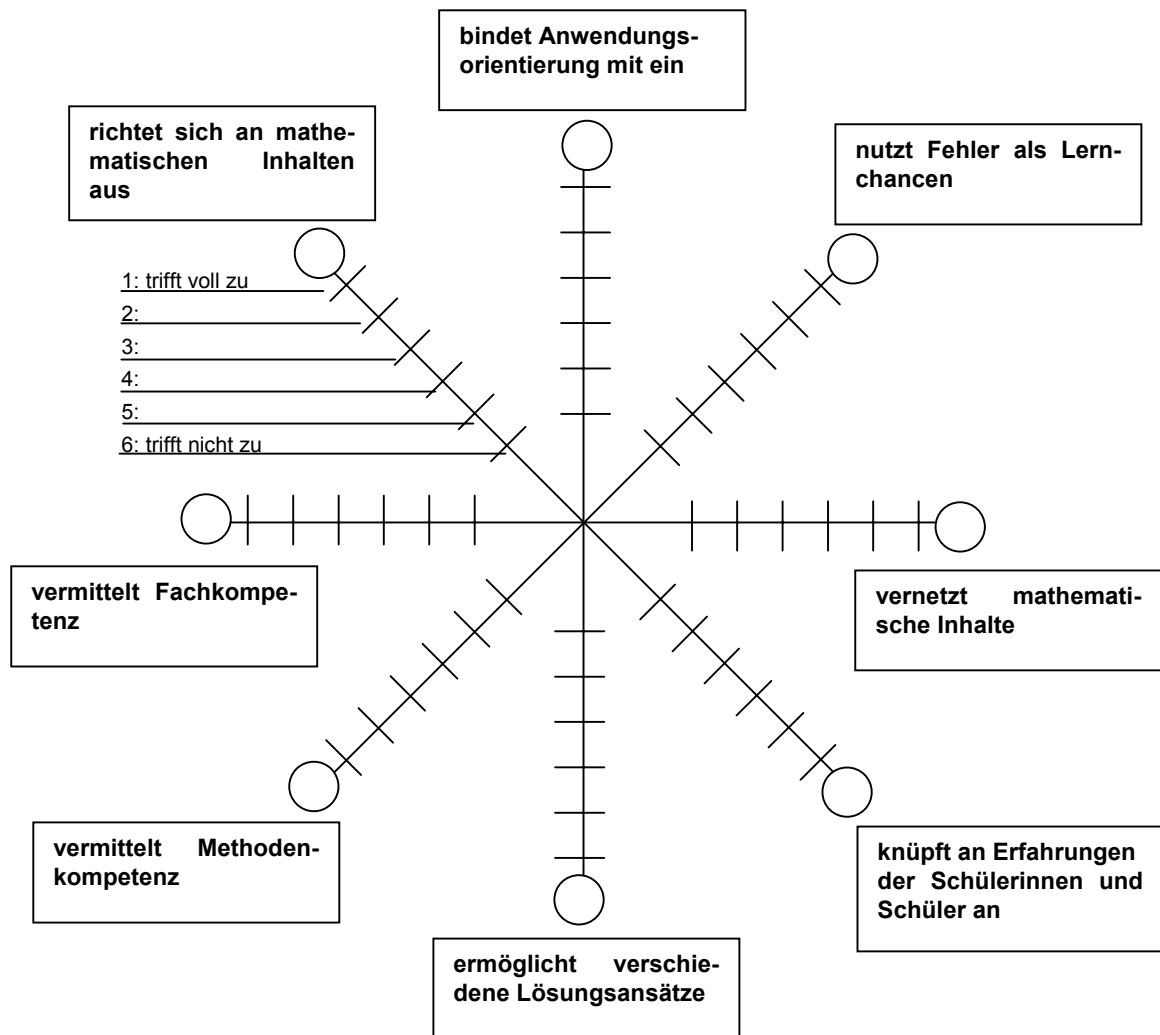 bindet Anwendungs-
orientierung mit ein
richtet sich an mathe-
matischen Inhalten
aus
nutzt Fehler als Lern-
chancen
1: trifft voll zu
2:
3:
4:
5:
6: trifft nicht zu
vermittelt Fachkompe-
tenz
vernetzt mathemati-
sche Inhalte
vermittelt Methoden-
kompetenz
knüpft an Erfahrungen
der Schülerinnen und
Schüler an
ermöglicht verschie-
dene Lösungsansätze